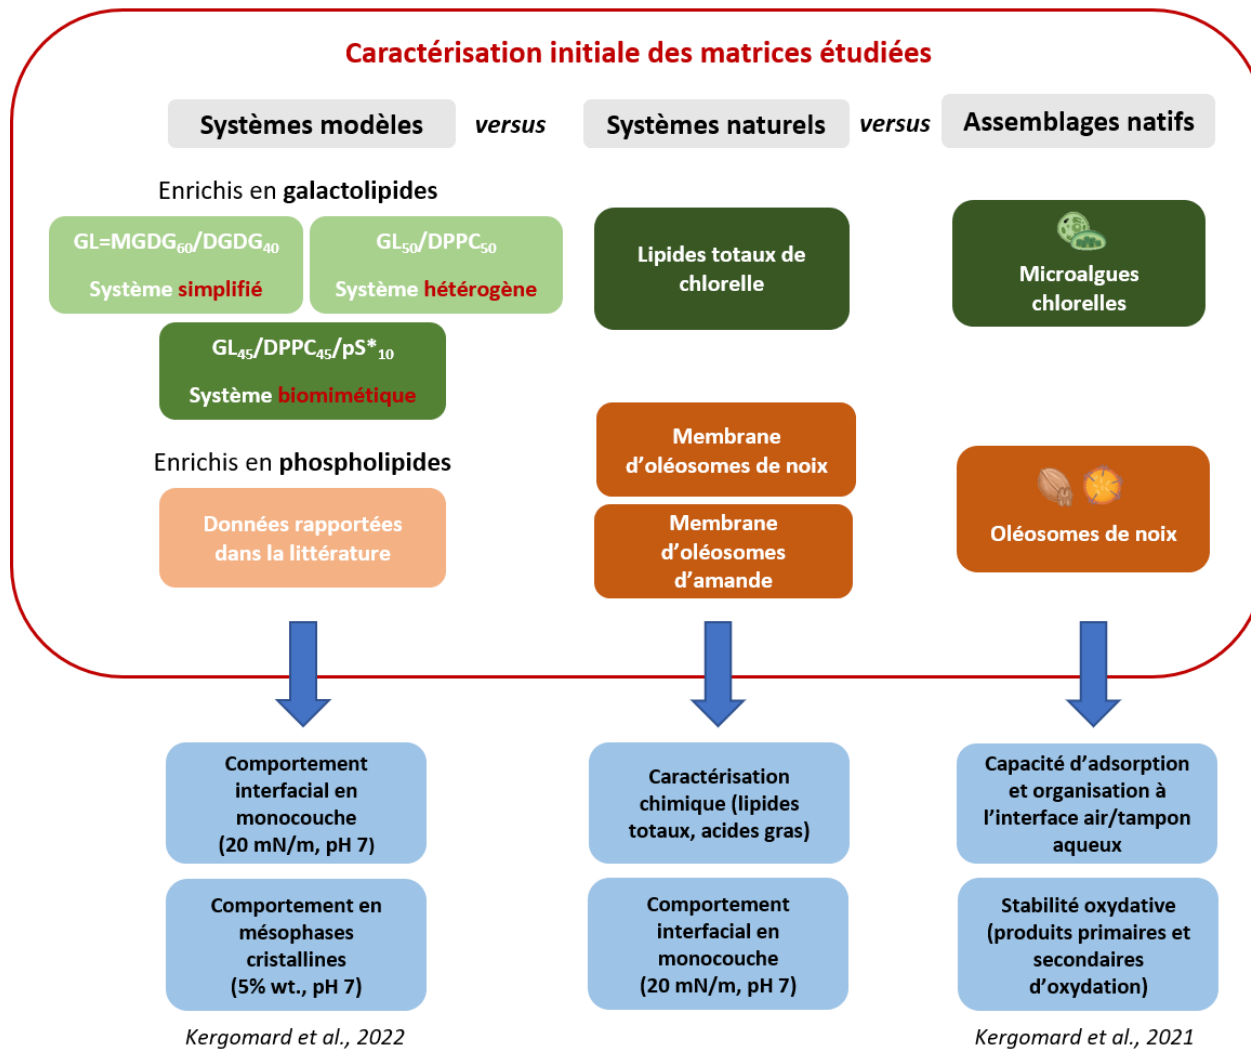 Caractérisation initiale des matrices étudiées
Systèmes modèles
versus
Systèmes naturels
versus
Assemblages natifs
Enrichis en galactolipides
GL=MGDG60/DGDG40
Système simplifié
GL50/DPPC50
Système hétérogène
GL45/DPPC45/pS*10
Système biomimétique
Enrichis en phospholipides
Données rapportées
dans la littérature
Lipides totaux de
chlorelle
Membrane
d’oléosomes de noix
Membrane
d’oléosomes
d’amande
Microalgues
chlorelles
Oléosomes de noix
Comportement
interfacial en
monocouche
(20 mN/m, pH 7)
Comportement en
mésophases
cristallines
(5% wt., pH 7)
Kergomard et al., 2022
Caractérisation
chimique (lipides
totaux, acides gras)
Comportement
interfacial en
monocouche
(20 mN/m, pH 7)
Capacité d’adsorption
et organisation à
l’interface air/tampon
aqueux
Stabilité oxydative
(produits primaires et
secondaires
d’oxydation)
Kergomard et al., 2021